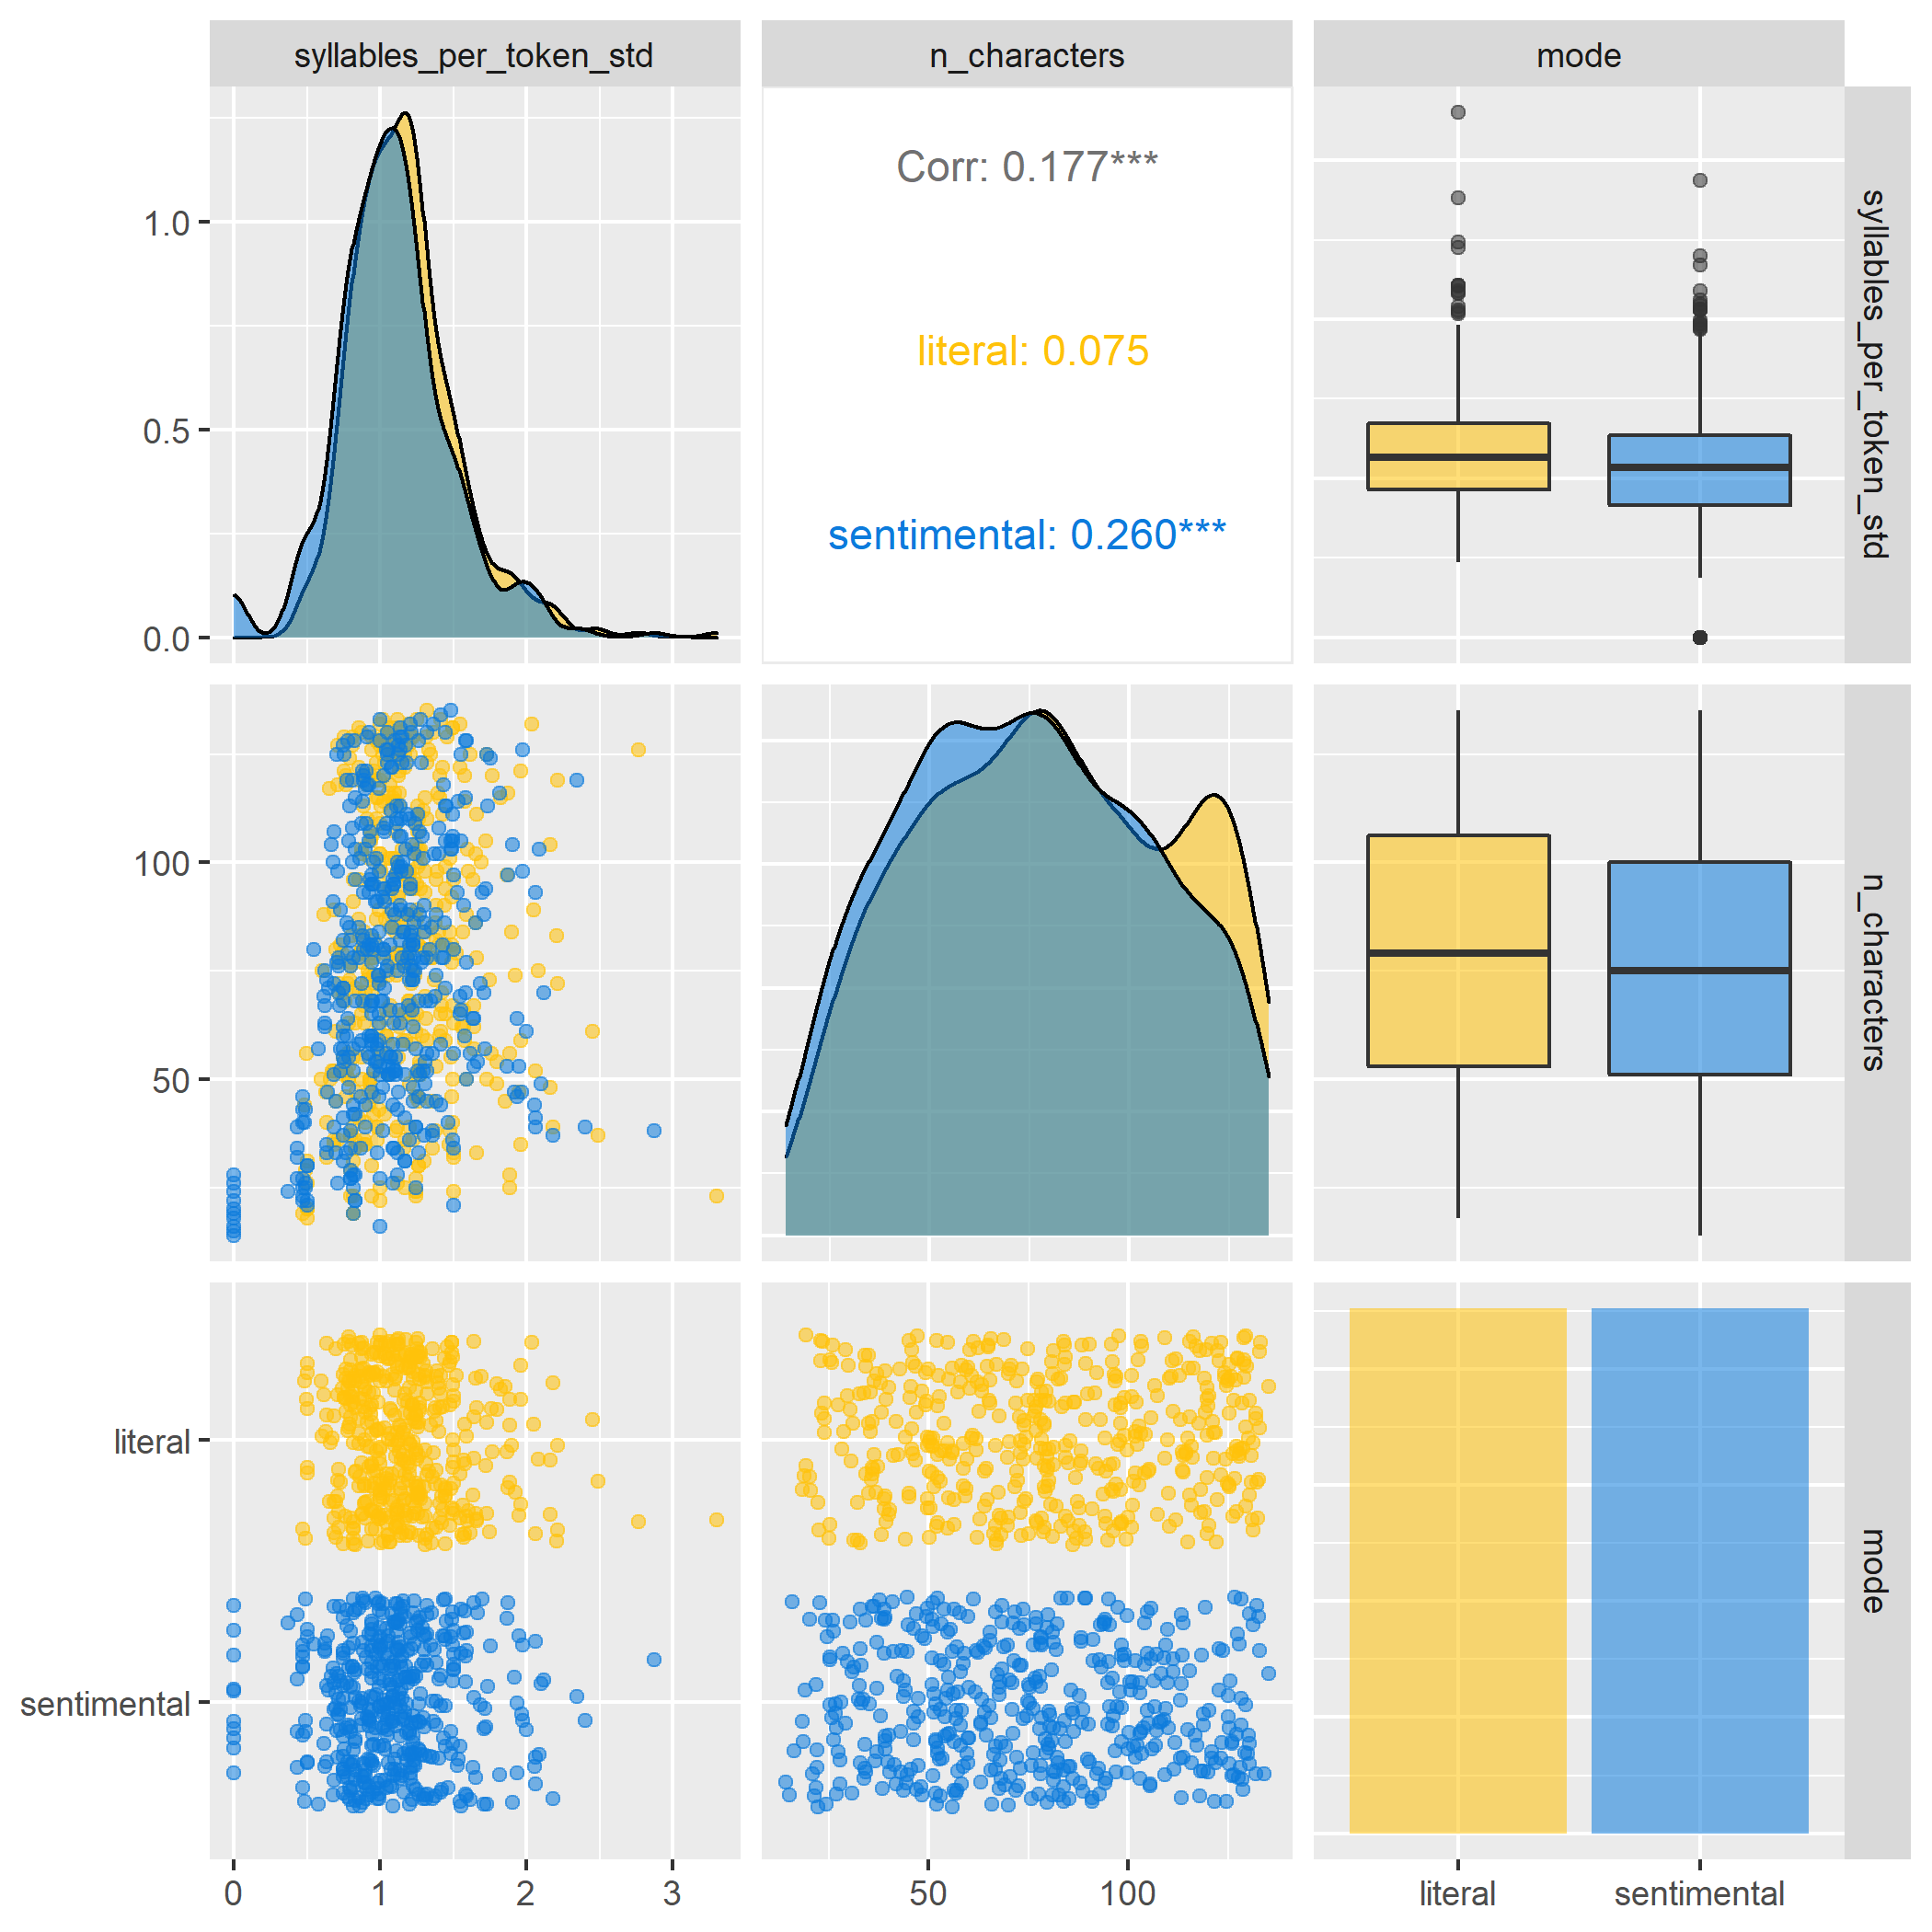 syllables_per_token_std
n_characters
mode
1.0
0.5
0.0
Corr: 0.177***
literal: 0.075
sentimental: 0.260***
syllables_per_token_std
100
50
n_characters
literal
sentimental
mode
0
1
2
3
50
100
literal
sentimental